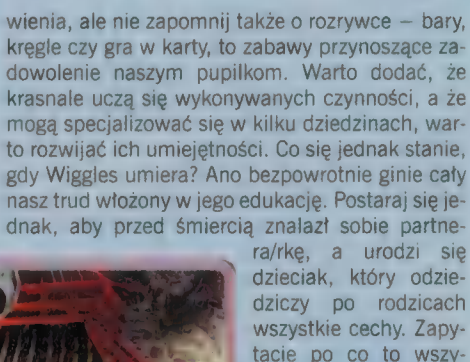 wienia, ale nie zapomnij także o rozrywce – bary,
kręgle czy gra w karty, to zabawy przynoszące za-
dowolenie naszym pupilkom. Warto dodać, że
krasnale uczą się wykonywanych czynności, a że
mogą specjalizować się w kilku dziedzinach, war-
to rozwijać ich umiejętności. Co się jednak stanie,
gdy Wiggles umiera? Ano bezpowrotnie ginie cały
nasz trud włożony w jego edukację. Postaraj się je-
dnak, aby przed śmiercią znalazł sobie partne-
ra/rkę, a urodzi się
dzieciak, który odzie-
dziczy po rodzicach
wszystkie cechy. Zapy-
tacie po co to wszy-